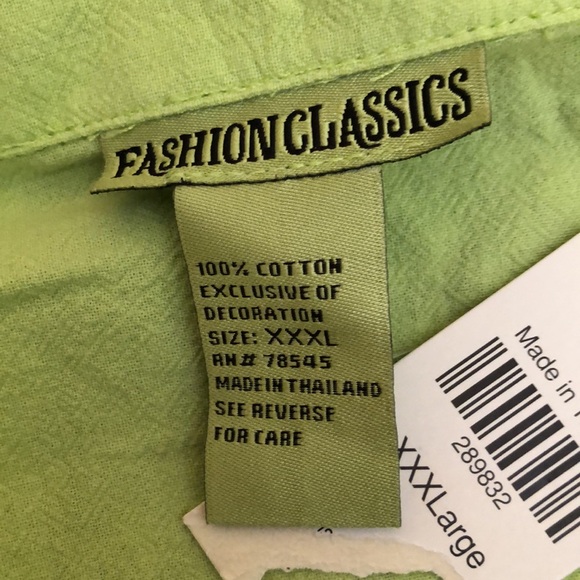 FASHION CLASSICS
100% COTTON
EXCLUSIVE OF
DECORATION
SIZE: XXXL
RN# 78545
MADE IN THAILAND
SEE REVERSE
FOR CARE
Made in
289832
XXXLarge